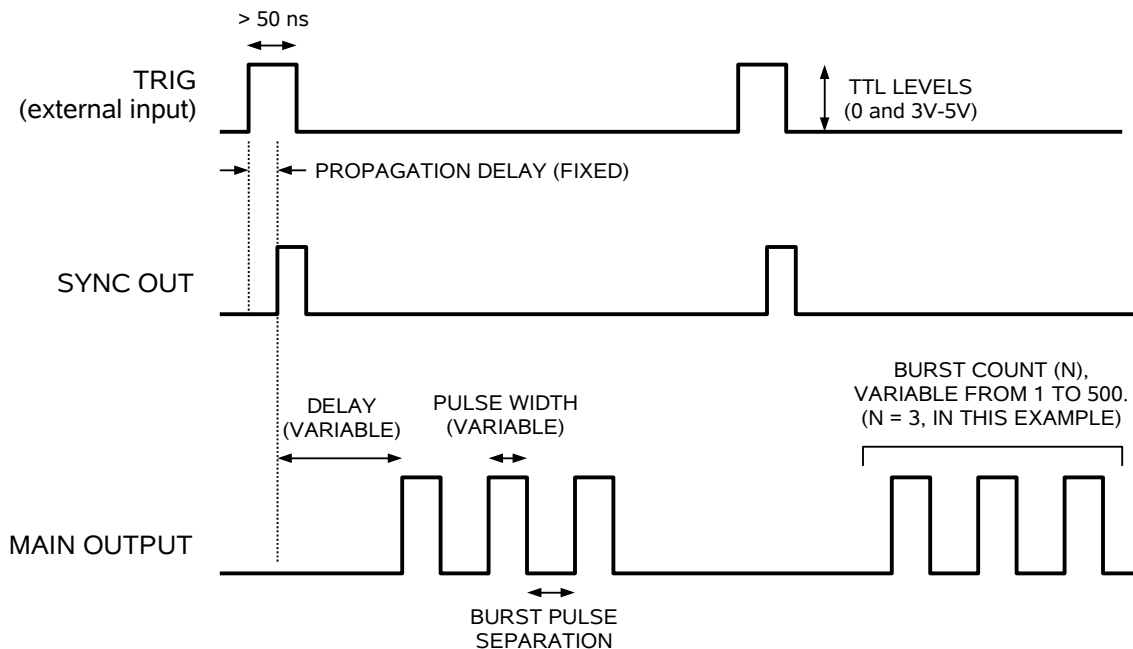 > 50 ns
TRIG
(external input)
TTL LEVELS
(0 and 3V-5V)
PROPAGATION DELAY (FIXED)
SYNC OUT
BURST COUNT (N),
VARIABLE FROM 1 TO 500.
(N = 3, IN THIS EXAMPLE)
DELAY
(VARIABLE)
PULSE WIDTH
(VARIABLE)
MAIN OUTPUT
BURST PULSE
SEPARATION